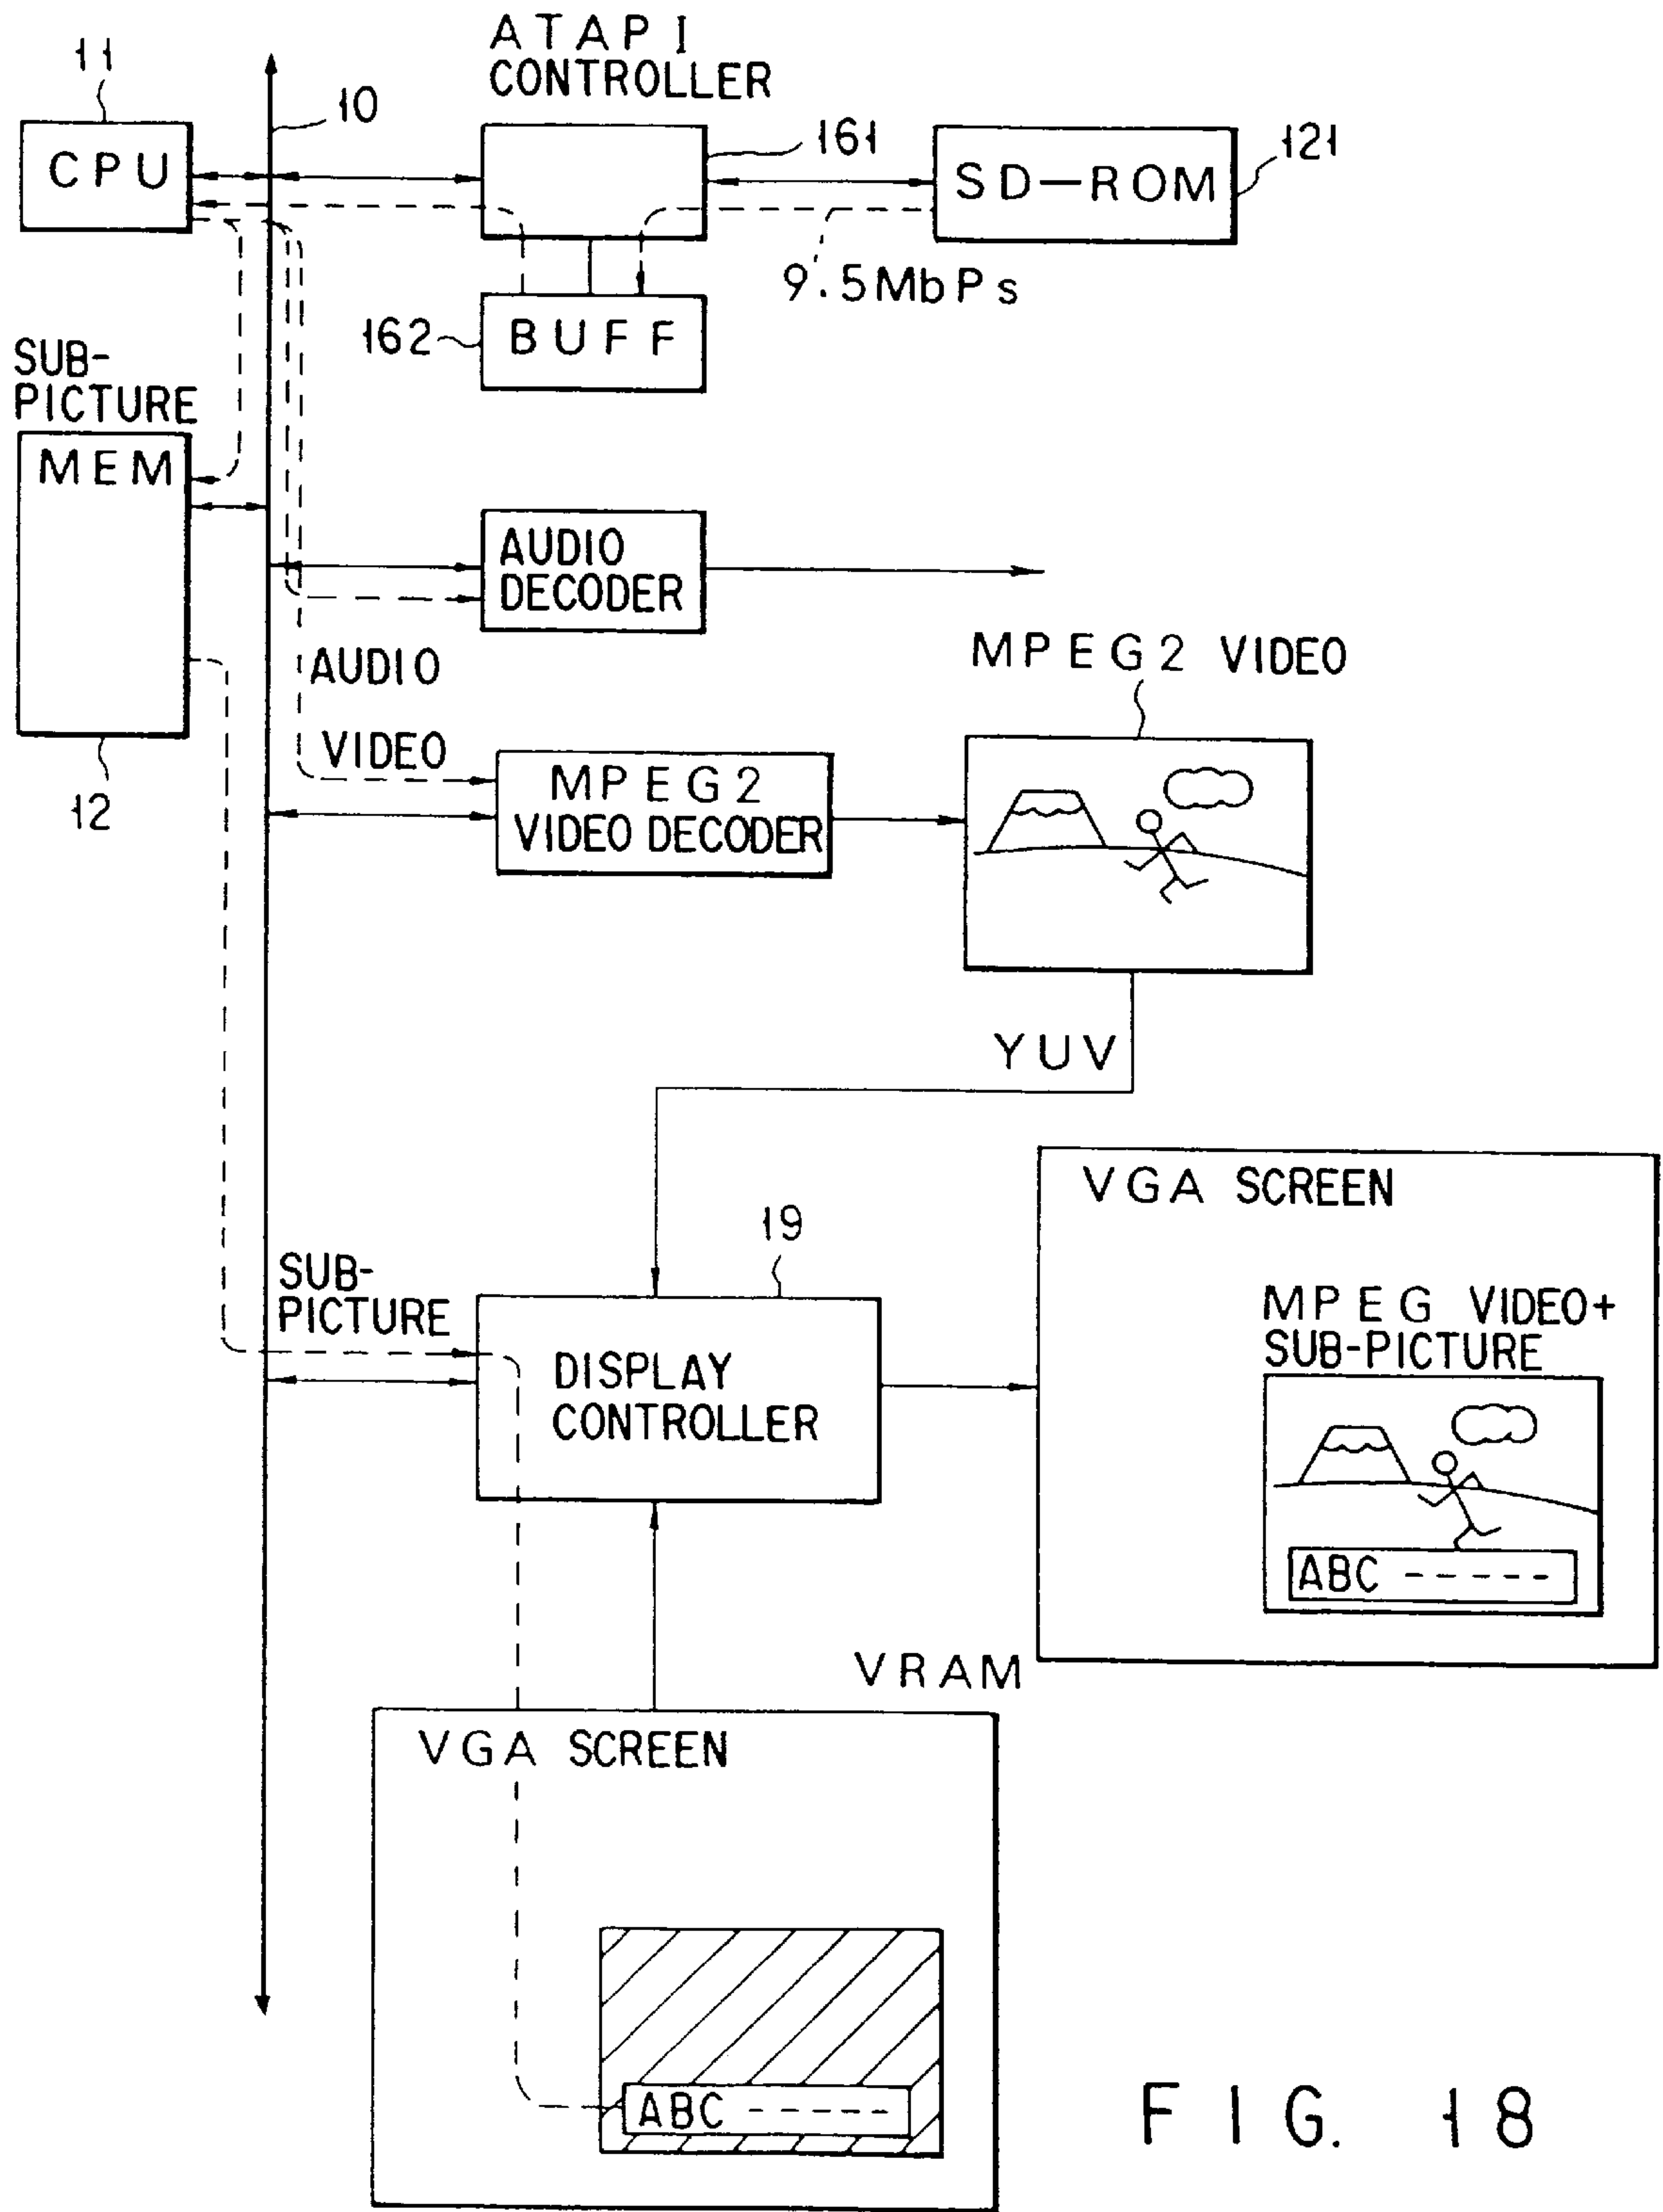 ATAPI
CONTROLLER
11
10
CPU
161
SD-ROM
121
9.5MbPs
162
BUFF
SUB-
PICTURE
MEM
12
AUDIO
DECODER
AUDIO
VIDEO
MPEG2
VIDEO DECODER
MPEG2 VIDEO
YUV
VGA SCREEN
19
SUB-
PICTURE
DISPLAY
CONTROLLER
MPEG VIDEO+
SUB-PICTURE
ABC ------
VRAM
VGA SCREEN
ABC ------
FIG. 18